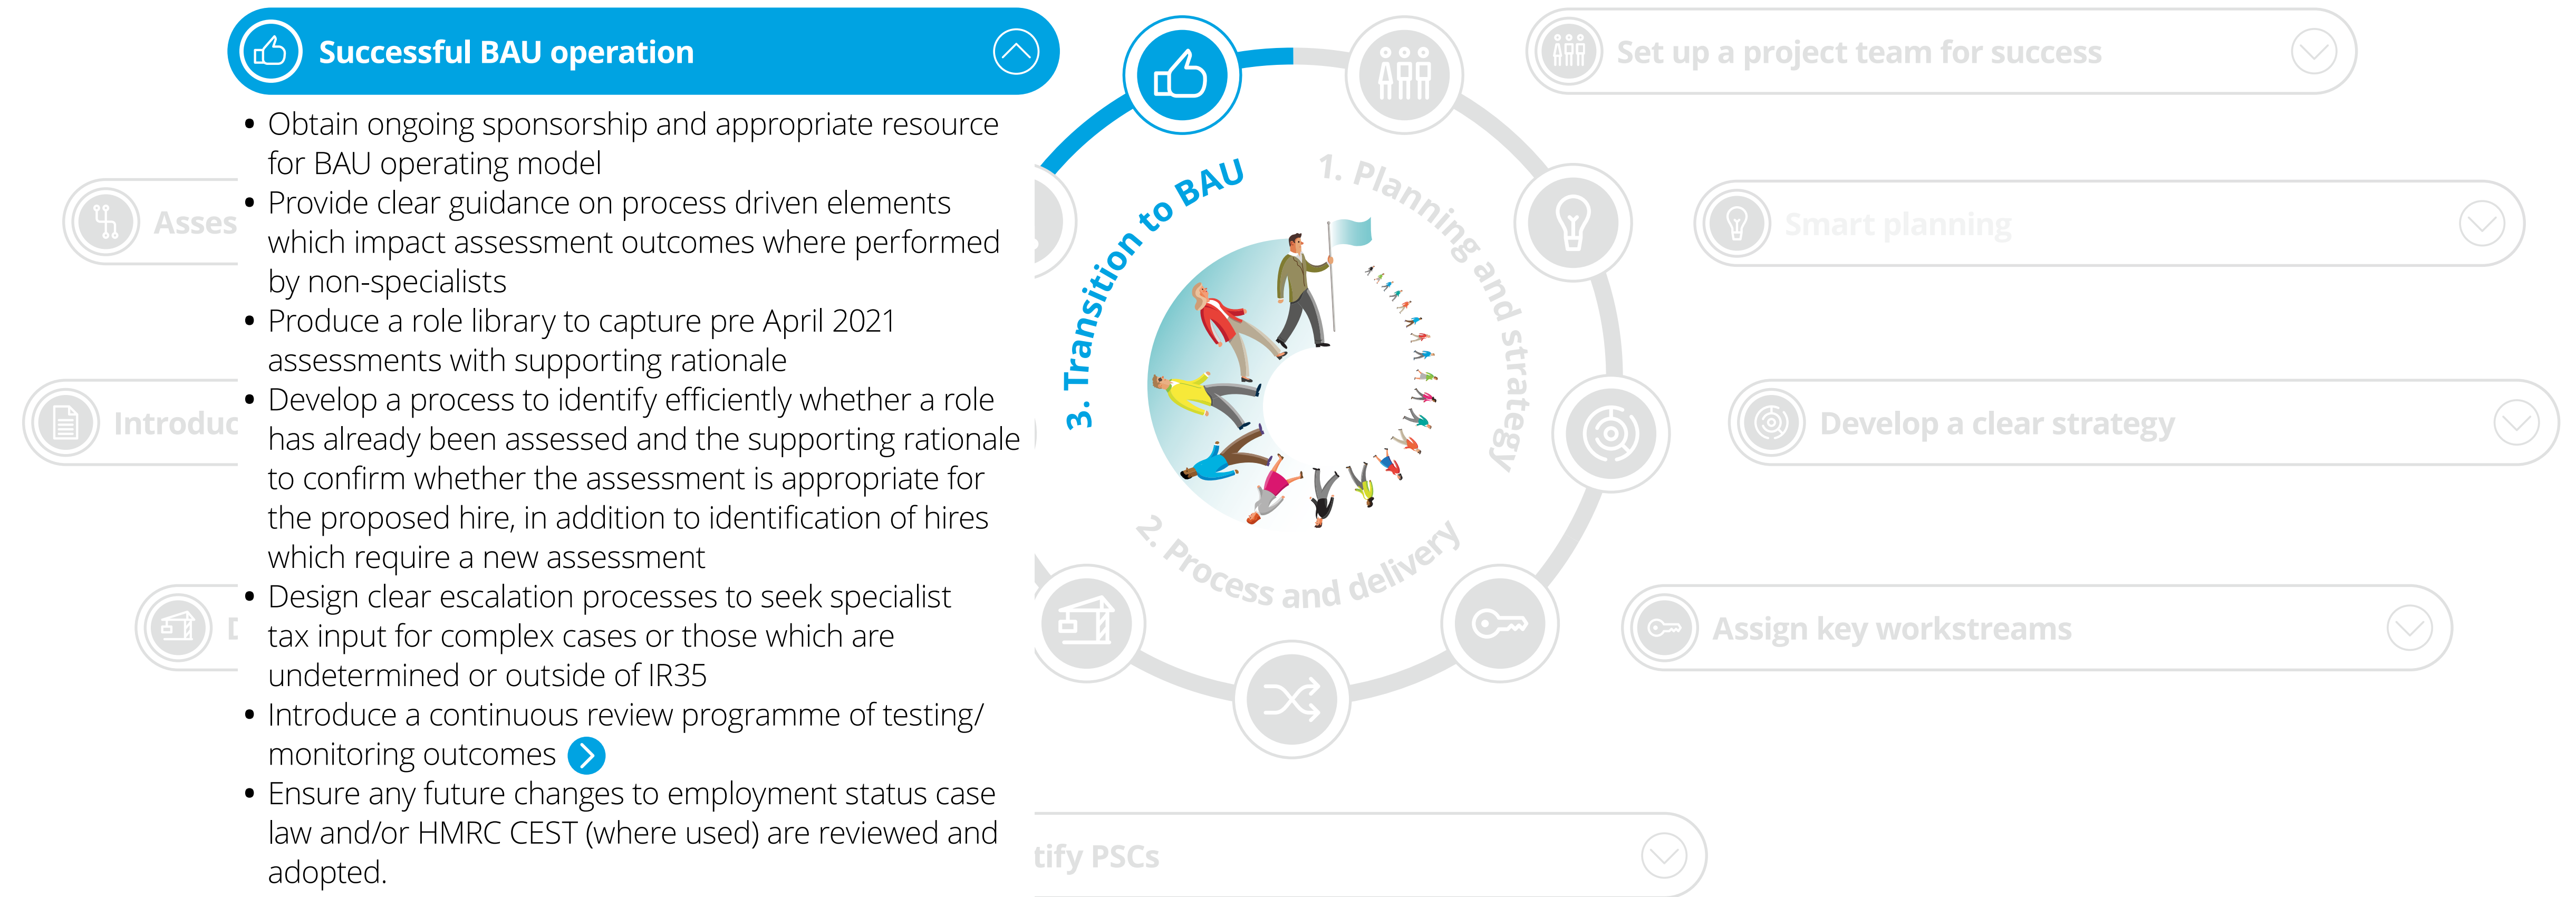 Successful BAU operation
• Obtain ongoing sponsorship and appropriate resource
for BAU operating model
• Provide clear guidance on process driven elements
which impact assessment outcomes where performed
by non-specialists
• Produce a role library to capture pre April 2021
assessments with supporting rationale
• Develop a process to identify efficiently whether a role
has already been assessed and the supporting rationale
to confirm whether the assessment is appropriate for
the proposed hire, in addition to identification of hires
which require a new assessment
• Design clear escalation processes to seek specialist
tax input for complex cases or those which are
undetermined or outside of IR35
• Introduce a continuous review programme of testing/
monitoring outcomes
• Ensure any future changes to employment status case
law and/or HMRC CEST (where used) are reviewed and
adopted.
Asses
Introduc
3. Transition to BAU
1. Planning and strategy
2. Process and delivery
Set up a project team for success
Smart planning
Develop a clear strategy
Assign key workstreams
tify PSCs